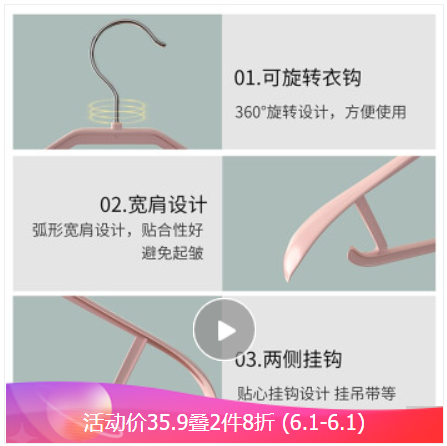 01.可旋转衣钩
360°旋转设计，方便使用
02.宽肩设计
弧形宽肩设计，贴合性好
避免起皱
03.两侧挂钩
贴心挂钩设计 挂吊带等
活动价35.9叠2件8折 (6.1-6.1)